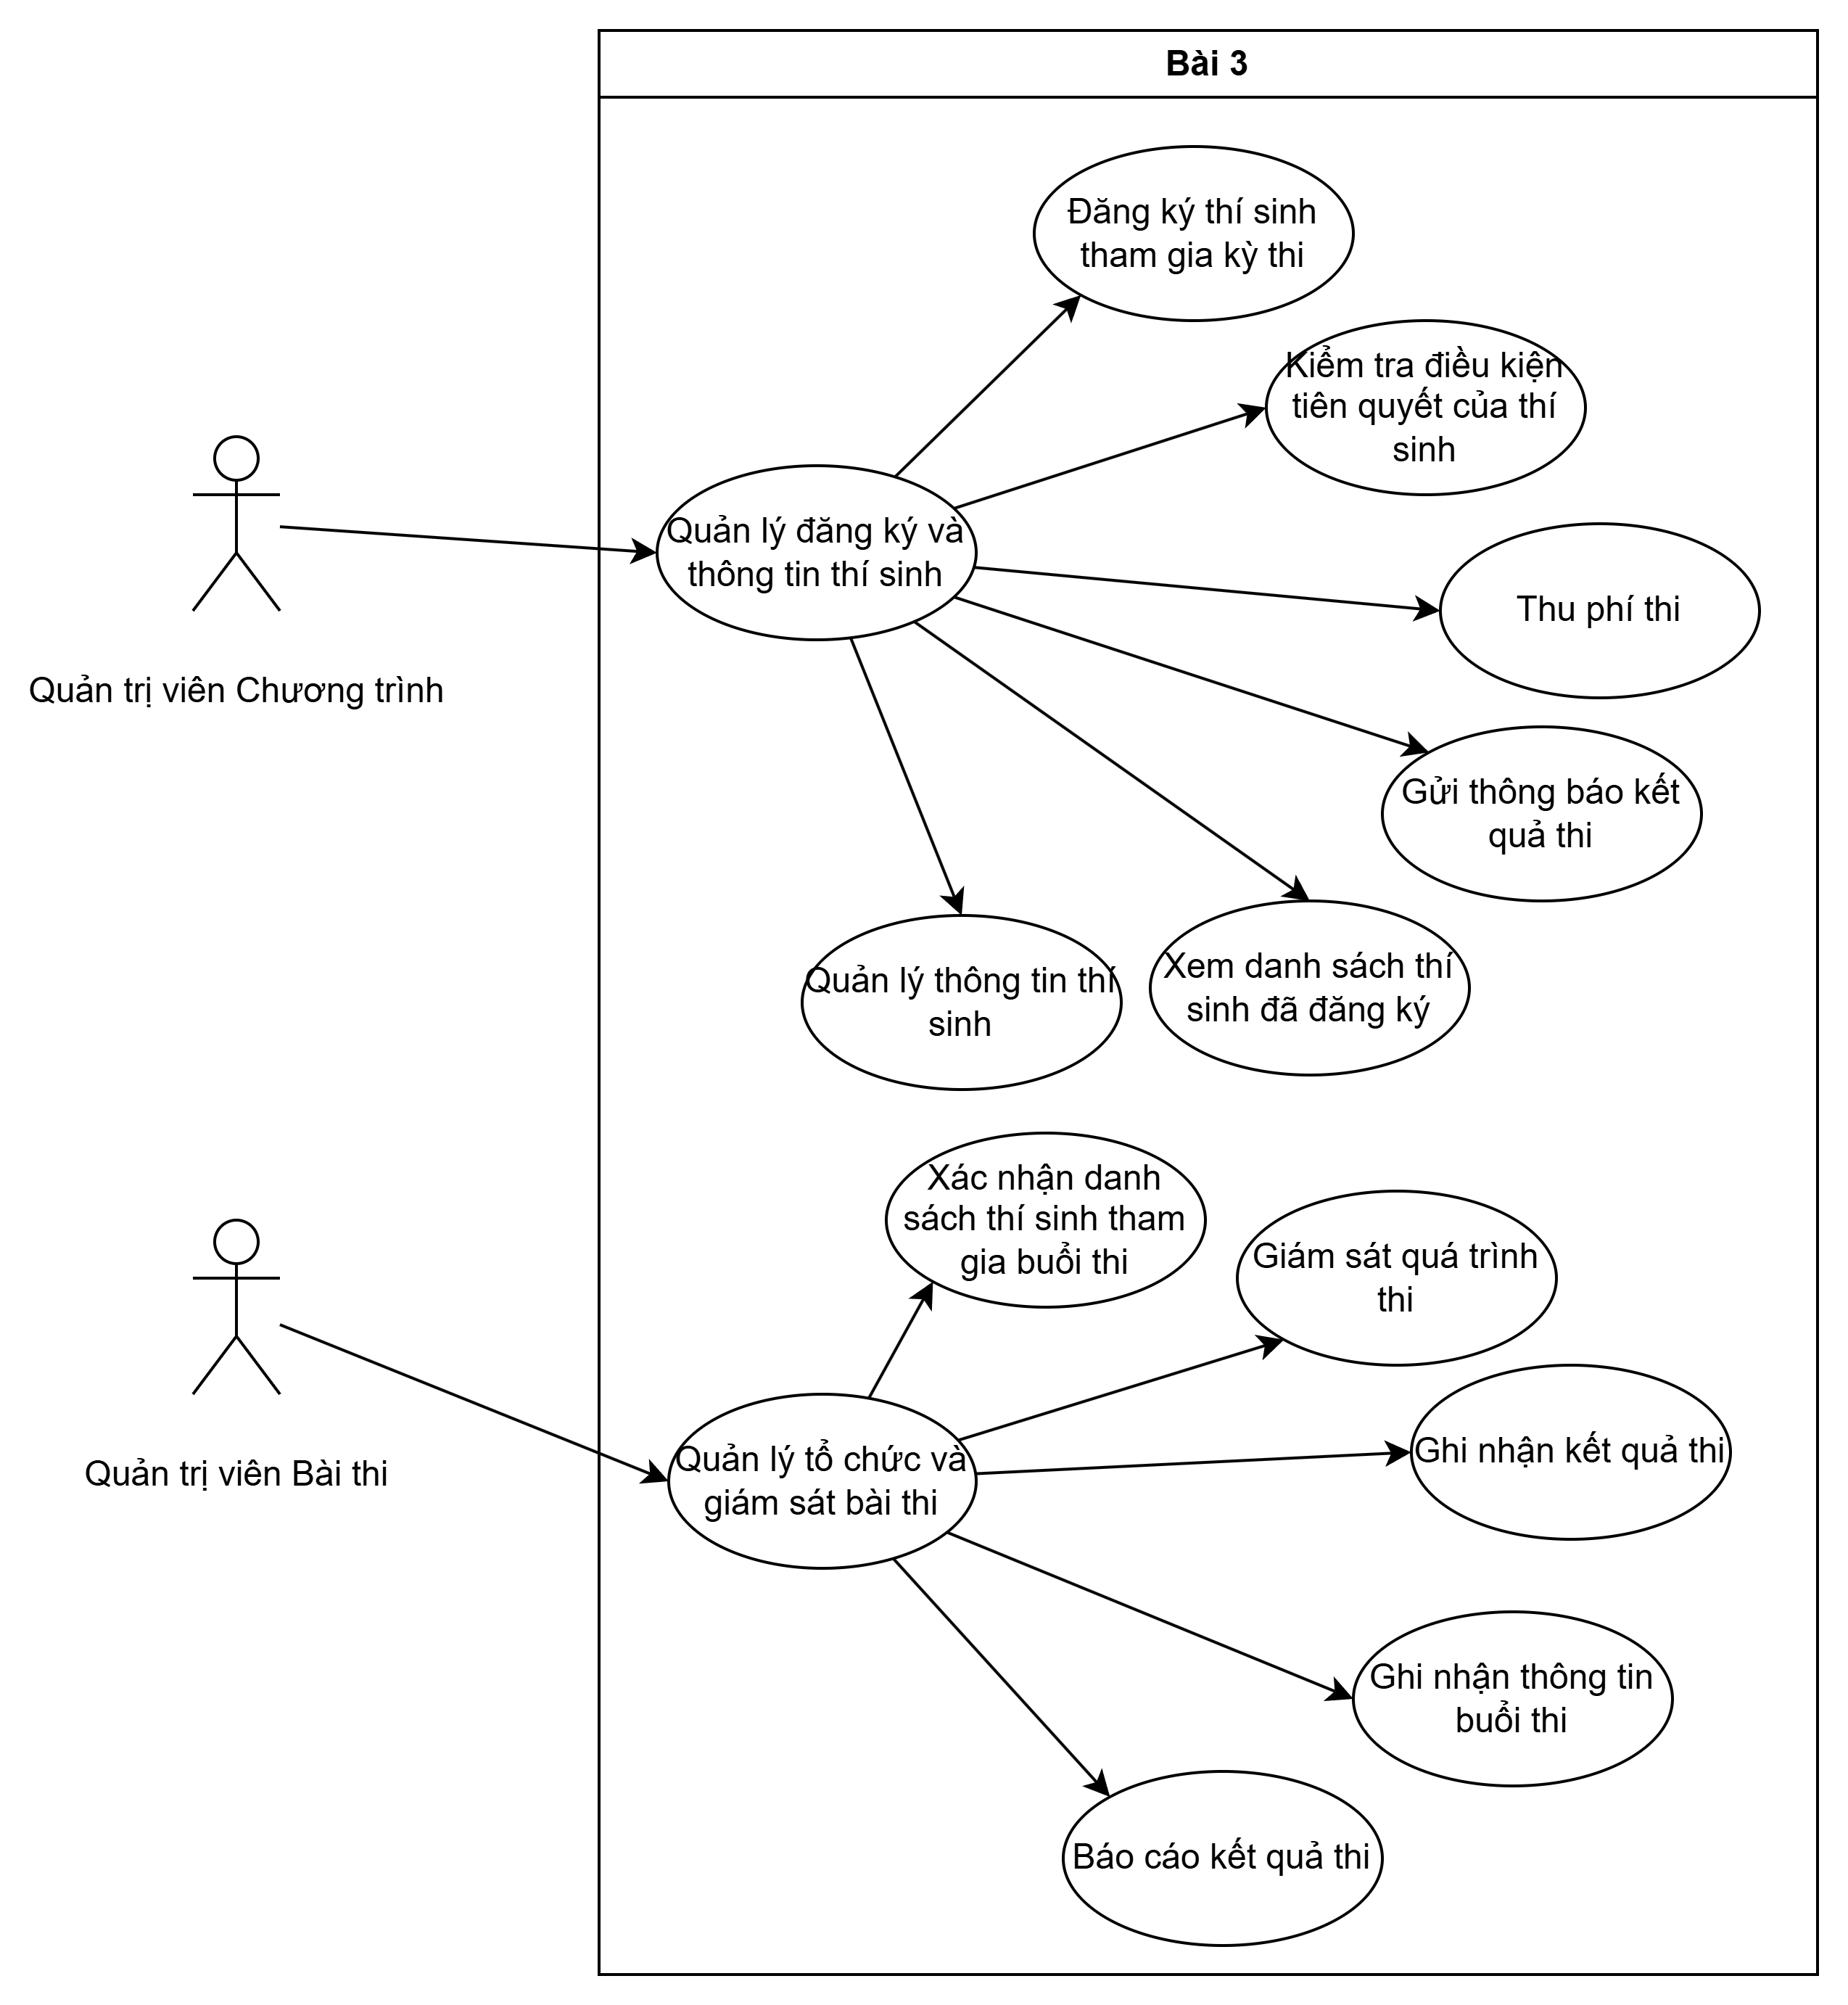 Bài 3
Đăng ký thí sinh
tham gia kỳ thi
Kiểm tra điều kiện
tiên quyết của thí
sinh
Quản lý đăng ký và
thông tin thí sinh
Thu phí thi
Quản trị viên Chương trình
Gửi thông báo kết
quả thi
Quản lý thông tin thí
sinh
Xem danh sách thí
sinh đã đăng ký
Xác nhận danh
sách thí sinh tham
gia buổi thi
Giám sát quá trình
thi
Quản trị viên Bài thi
Quản lý tổ chức và
giám sát bài thi
Ghi nhận kết quả thi
Ghi nhận thông tin
buổi thi
Báo cáo kết quả thi